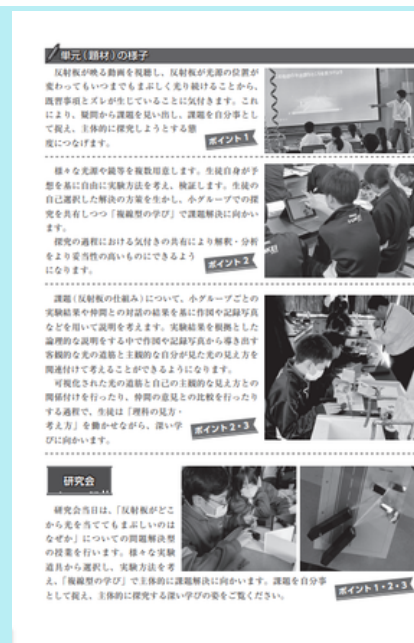 単元(題材)の様子
反射板が映る動画を視聴し、反射板が光源の位置が
変わってもいつまでもまぶしく光り続けることから、
既習事項とズレが生じていることに気付きます。これ
により、疑問から課題を見い出し、課題を自分事とし
て捉え、主体的に探究しようとする態
度につなげます。
ポイント1
様々な光源や鏡等を複数用意します。生徒自身が予
想を基に自由に実験方法を考え、検証します。生徒の
自己選択した解決の方策を生かし、小グループでの探
究を共有しつつ「複線型の学び」で課題解決に向かい
ます。
探究の過程における気付きの共有により解釈・分析
をより妥当性の高いものにできるよう
になります。
ポイント2
課題(反射板の仕組み)について、小グループごとの
実験結果や仲間との対話の結果を基に作図や記録写真
などを用いて説明を考えます。実験結果を根拠とした
論理的な説明をする中で作図や記録写真から導き出す
客観的な光の道筋と主観的な自分が見た光の見え方を
関連付けて考えることができるようになります。
可視化された光の道筋と自己の主観的な見え方との
関係付けを行ったり、仲間の意見との比較を行ったり
する過程で、生徒は「理科の見方・
考え方」を働かせながら、深い学
びに向かいます。
ポイント2・3
研究会
研究会当日は、「反射板がどこ
から光を当ててもまぶしいのは
なぜか」についての問題解決型
の授業を行います。様々な実験
道具から選択し、実験方法を考
え、「複線型の学び」で主体的に課題解決に向かいます。課題を自分事
として捉え、主体的に探究する深い学びの姿をご覧ください。
ポイント1・2・3